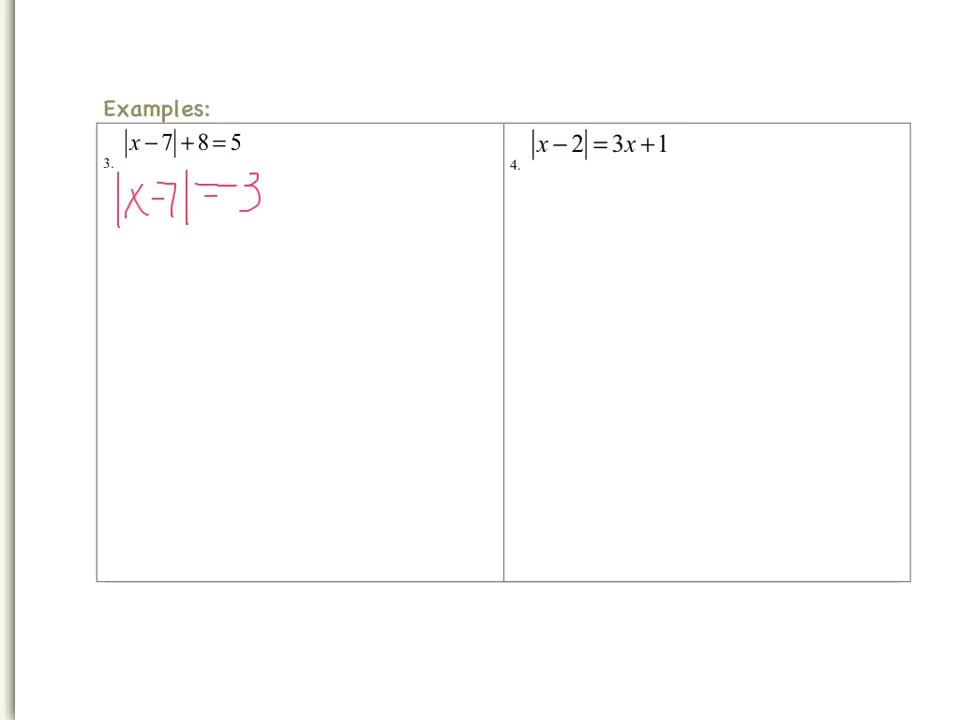 Examples:
3. |x − 7| + 8 = 5
|x − 7| = −3
4. |x − 2| = 3x + 1